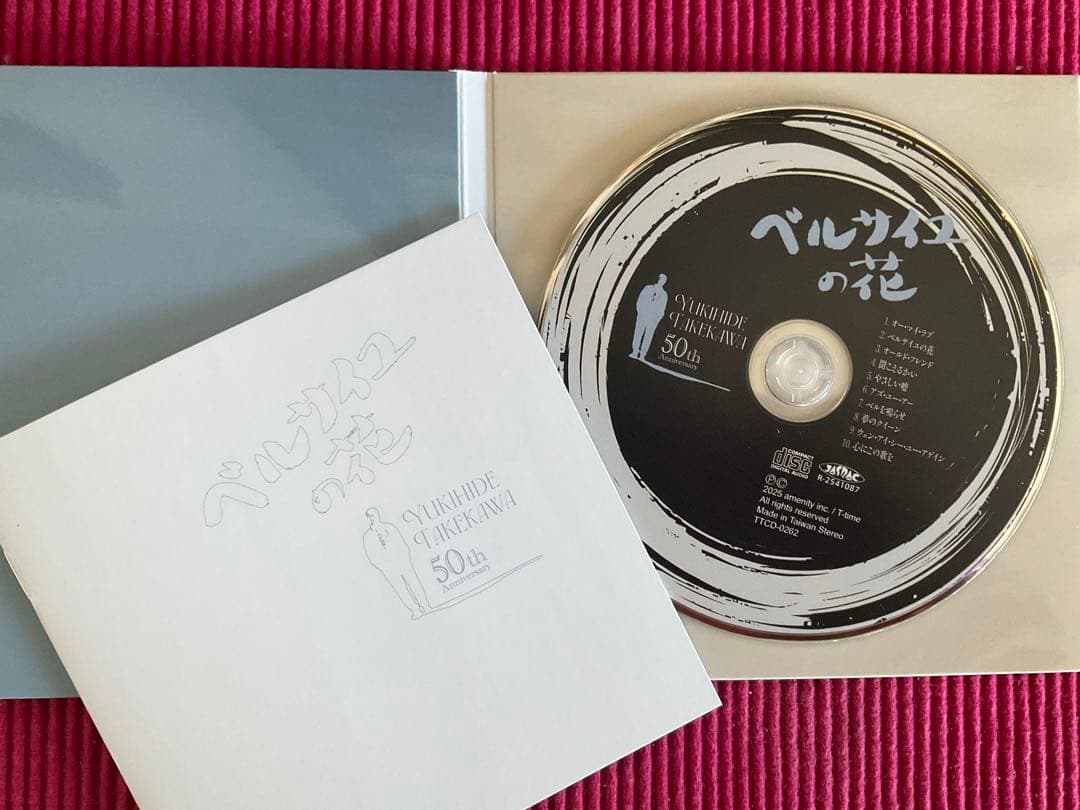 ベルサイユ
の花
YUKIHIDE
TAKEKAWA
50th
Anniversary
ベルサイユ
の花
YUKIHIDE
TAKEKAWA
50th
Anniversary
1. オー・マイ・ラブ
2. ベルサイユの花
3. オールド・フレンド
4. 聞こえるかい
5. やさしい嘘
6. アズ・ユー・アー
7. ベルを鳴らせ
8. 夢のクイーン
9. ウェン・アイ・シー・ユー・アゲイン
10. 心にこの歌を
COMPACT
disc
DIGITAL AUDIO
JASRAC
R-2541087
ⓅⒸ
2025 amenity inc. / T-time
All rights reserved
Made in Taiwan Stereo
TTCD-0262